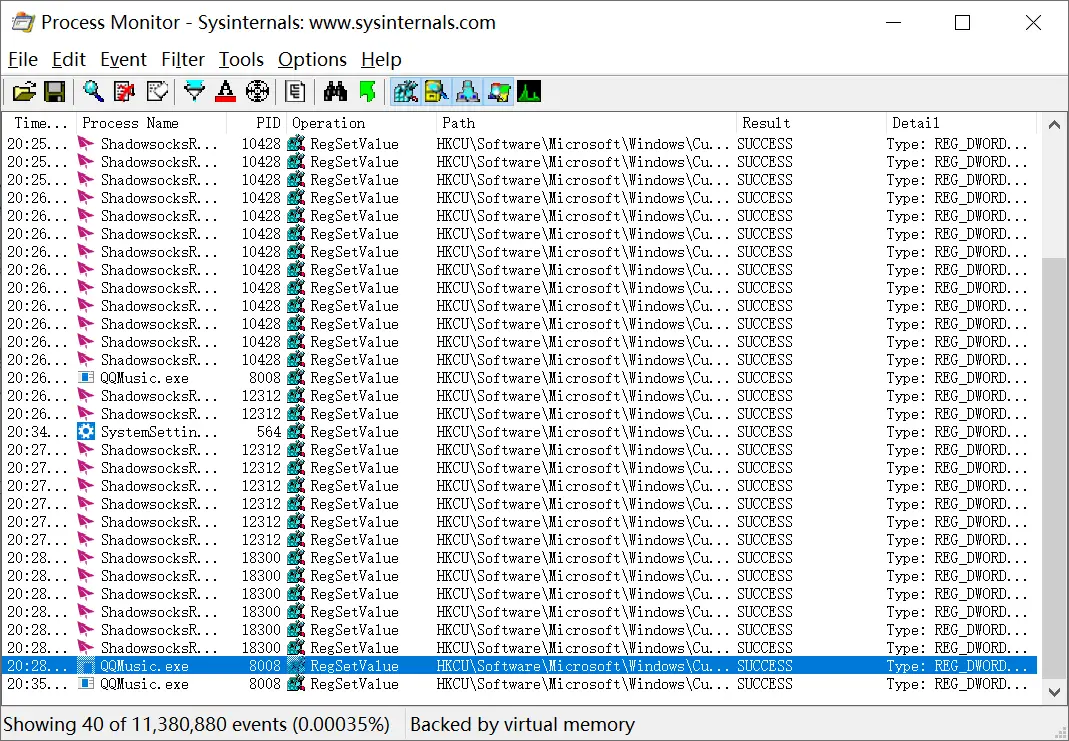 Process Monitor - Sysinternals: www.sysinternals.com
File Edit Event Filter Tools Options Help
Time... Process Name PID Operation Path Result Detail
20:25... ShadowsocksR... 10428 RegSetValue HKCU\Software\Microsoft\Windows\Cu... SUCCESS Type: REG_DWORD...
20:25... ShadowsocksR... 10428 RegSetValue HKCU\Software\Microsoft\Windows\Cu... SUCCESS Type: REG_DWORD...
20:25... ShadowsocksR... 10428 RegSetValue HKCU\Software\Microsoft\Windows\Cu... SUCCESS Type: REG_DWORD...
20:26... ShadowsocksR... 10428 RegSetValue HKCU\Software\Microsoft\Windows\Cu... SUCCESS Type: REG_DWORD...
20:26... ShadowsocksR... 10428 RegSetValue HKCU\Software\Microsoft\Windows\Cu... SUCCESS Type: REG_DWORD...
20:26... ShadowsocksR... 10428 RegSetValue HKCU\Software\Microsoft\Windows\Cu... SUCCESS Type: REG_DWORD...
20:26... ShadowsocksR... 10428 RegSetValue HKCU\Software\Microsoft\Windows\Cu... SUCCESS Type: REG_DWORD...
20:26... ShadowsocksR... 10428 RegSetValue HKCU\Software\Microsoft\Windows\Cu... SUCCESS Type: REG_DWORD...
20:26... ShadowsocksR... 10428 RegSetValue HKCU\Software\Microsoft\Windows\Cu... SUCCESS Type: REG_DWORD...
20:26... ShadowsocksR... 10428 RegSetValue HKCU\Software\Microsoft\Windows\Cu... SUCCESS Type: REG_DWORD...
20:26... ShadowsocksR... 10428 RegSetValue HKCU\Software\Microsoft\Windows\Cu... SUCCESS Type: REG_DWORD...
20:26... ShadowsocksR... 10428 RegSetValue HKCU\Software\Microsoft\Windows\Cu... SUCCESS Type: REG_DWORD...
20:26... ShadowsocksR... 10428 RegSetValue HKCU\Software\Microsoft\Windows\Cu... SUCCESS Type: REG_DWORD...
20:26... QQMusic.exe 8008 RegSetValue HKCU\Software\Microsoft\Windows\Cu... SUCCESS Type: REG_DWORD...
20:26... ShadowsocksR... 12312 RegSetValue HKCU\Software\Microsoft\Windows\Cu... SUCCESS Type: REG_DWORD...
20:26... ShadowsocksR... 12312 RegSetValue HKCU\Software\Microsoft\Windows\Cu... SUCCESS Type: REG_DWORD...
20:34... SystemSettin... 564 RegSetValue HKCU\Software\Microsoft\Windows\Cu... SUCCESS Type: REG_DWORD...
20:27... ShadowsocksR... 12312 RegSetValue HKCU\Software\Microsoft\Windows\Cu... SUCCESS Type: REG_DWORD...
20:27... ShadowsocksR... 12312 RegSetValue HKCU\Software\Microsoft\Windows\Cu... SUCCESS Type: REG_DWORD...
20:27... ShadowsocksR... 12312 RegSetValue HKCU\Software\Microsoft\Windows\Cu... SUCCESS Type: REG_DWORD...
20:27... ShadowsocksR... 12312 RegSetValue HKCU\Software\Microsoft\Windows\Cu... SUCCESS Type: REG_DWORD...
20:27... ShadowsocksR... 12312 RegSetValue HKCU\Software\Microsoft\Windows\Cu... SUCCESS Type: REG_DWORD...
20:27... ShadowsocksR... 12312 RegSetValue HKCU\Software\Microsoft\Windows\Cu... SUCCESS Type: REG_DWORD...
20:28... ShadowsocksR... 18300 RegSetValue HKCU\Software\Microsoft\Windows\Cu... SUCCESS Type: REG_DWORD...
20:28... ShadowsocksR... 18300 RegSetValue HKCU\Software\Microsoft\Windows\Cu... SUCCESS Type: REG_DWORD...
20:28... ShadowsocksR... 18300 RegSetValue HKCU\Software\Microsoft\Windows\Cu... SUCCESS Type: REG_DWORD...
20:28... ShadowsocksR... 18300 RegSetValue HKCU\Software\Microsoft\Windows\Cu... SUCCESS Type: REG_DWORD...
20:28... ShadowsocksR... 18300 RegSetValue HKCU\Software\Microsoft\Windows\Cu... SUCCESS Type: REG_DWORD...
20:28... ShadowsocksR... 18300 RegSetValue HKCU\Software\Microsoft\Windows\Cu... SUCCESS Type: REG_DWORD...
20:28... QQMusic.exe 8008 RegSetValue HKCU\Software\Microsoft\Windows\Cu... SUCCESS Type: REG_DWORD...
20:35... QQMusic.exe 8008 RegSetValue HKCU\Software\Microsoft\Windows\Cu... SUCCESS Type: REG_DWORD...
Showing 40 of 11,380,880 events (0.00035%) Backed by virtual memory